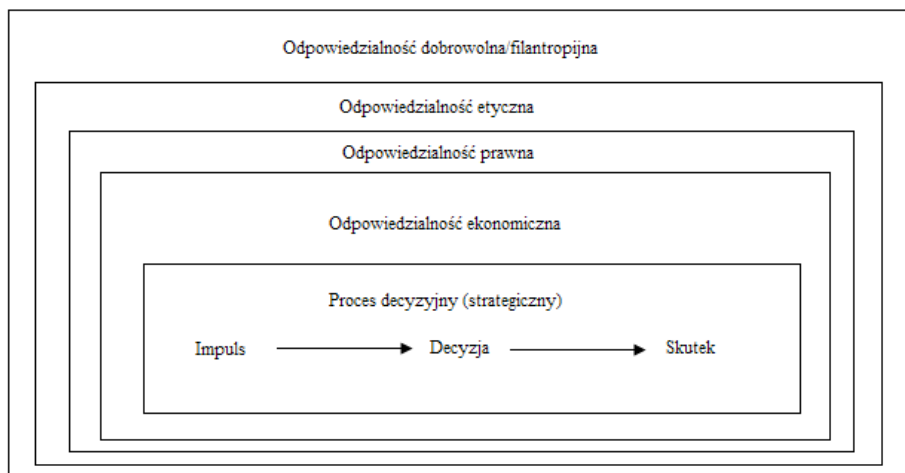 Odpowiedzialność dobrowolna/filantropijna
Odpowiedzialność etyczna
Odpowiedzialność prawna
Odpowiedzialność ekonomiczna
Proces decyzyjny (strategiczny)
Impuls Decyzja Skutek